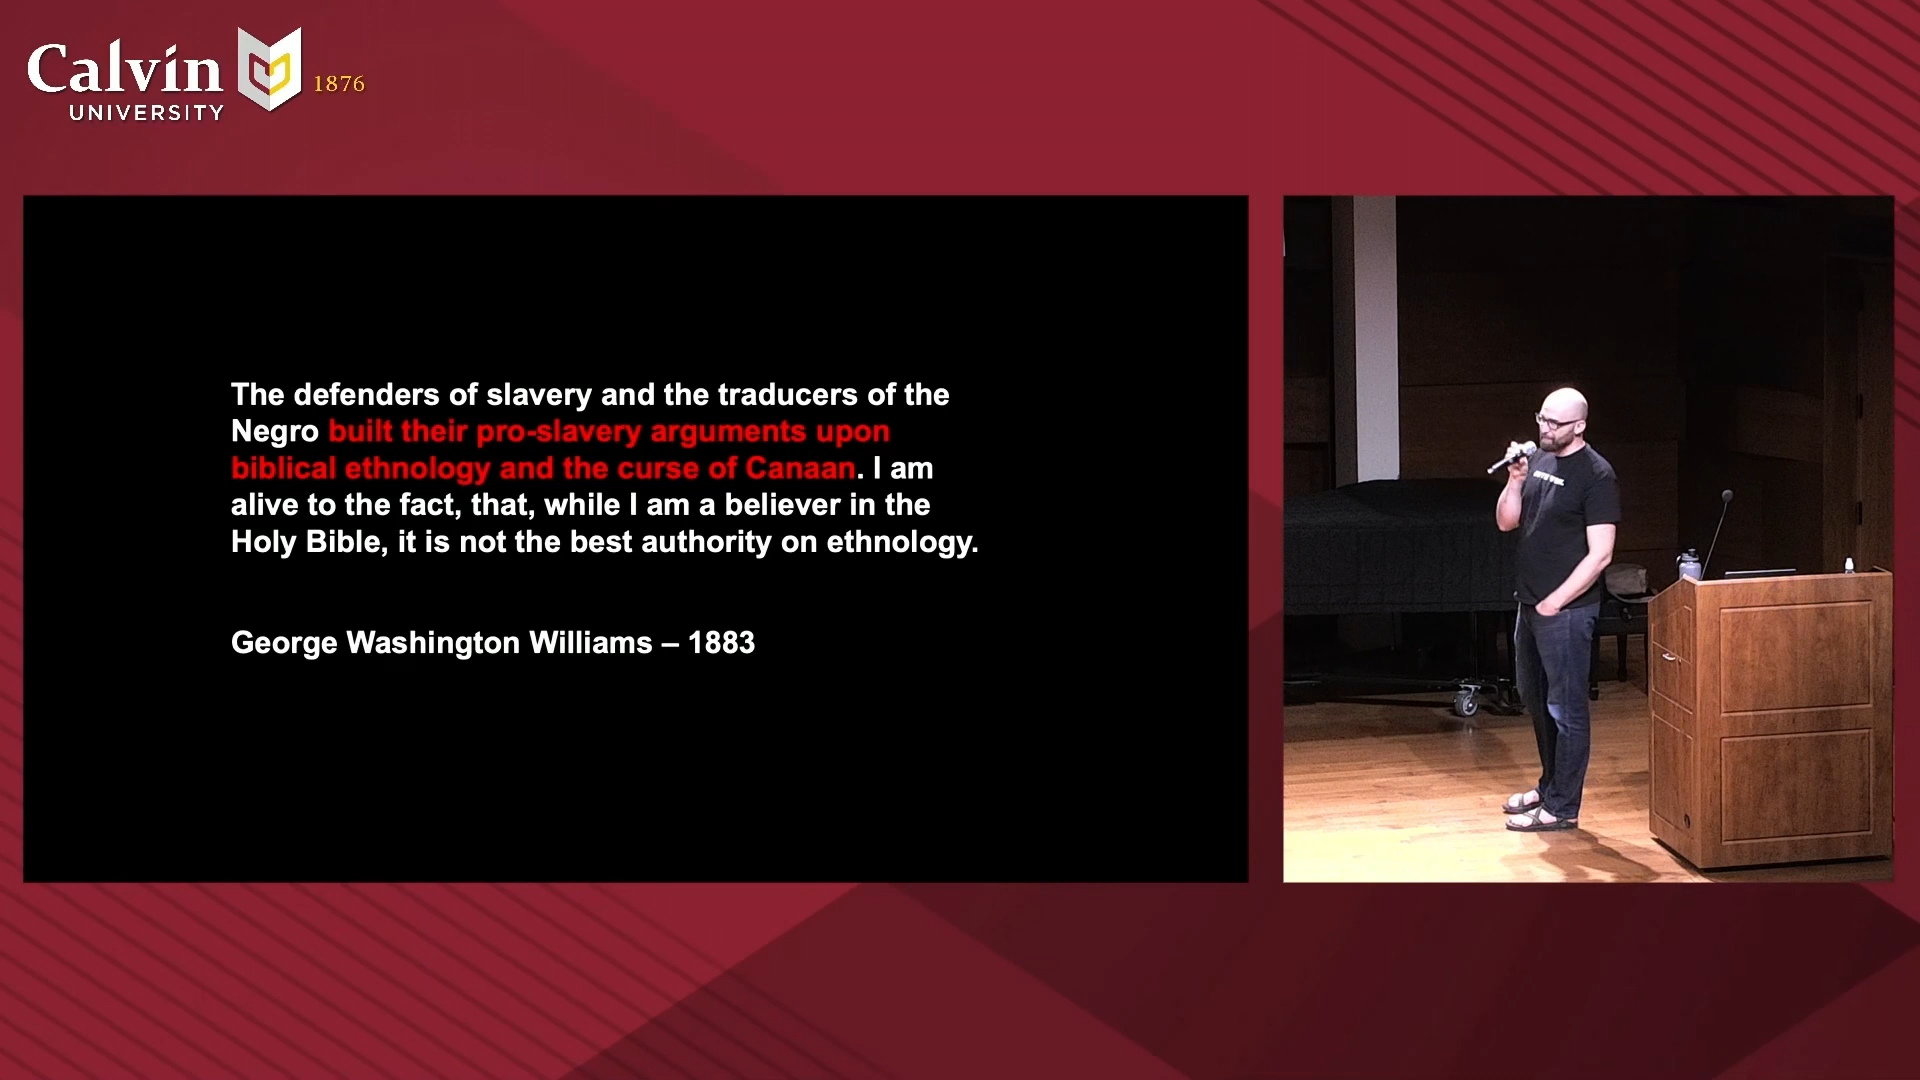 Calvin
UNIVERSITY
1876
The defenders of slavery and the traducers of the
Negro built their pro-slavery arguments upon
biblical ethnology and the curse of Canaan. I am
alive to the fact, that, while I am a believer in the
Holy Bible, it is not the best authority on ethnology.
George Washington Williams – 1883